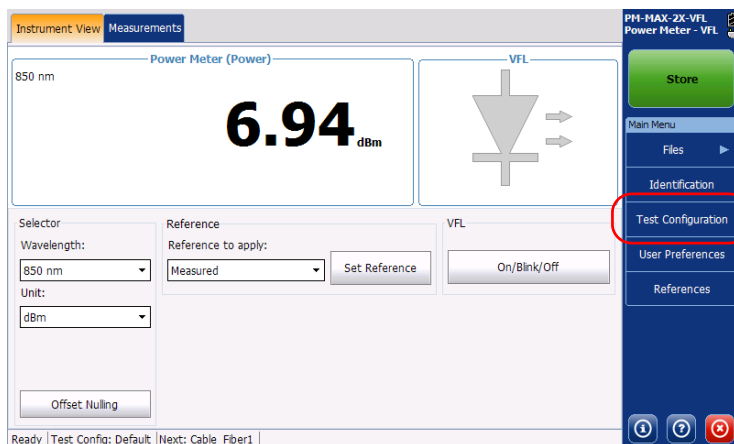 Instrument View
Measurements
Power Meter (Power)
850 nm
6.94 dBm
VFL
Selector
Wavelength:
850 nm
Unit:
dBm
Offset Nulling
Reference
Reference to apply:
Measured
Set Reference
VFL
On/Blink/Off
Ready
Test Config: Default
Next: Cable_Fiber1
PM-MAX-2X-VFL
Power Meter - VFL
Store
Main Menu
Files
Identification
Test Configuration
User Preferences
References